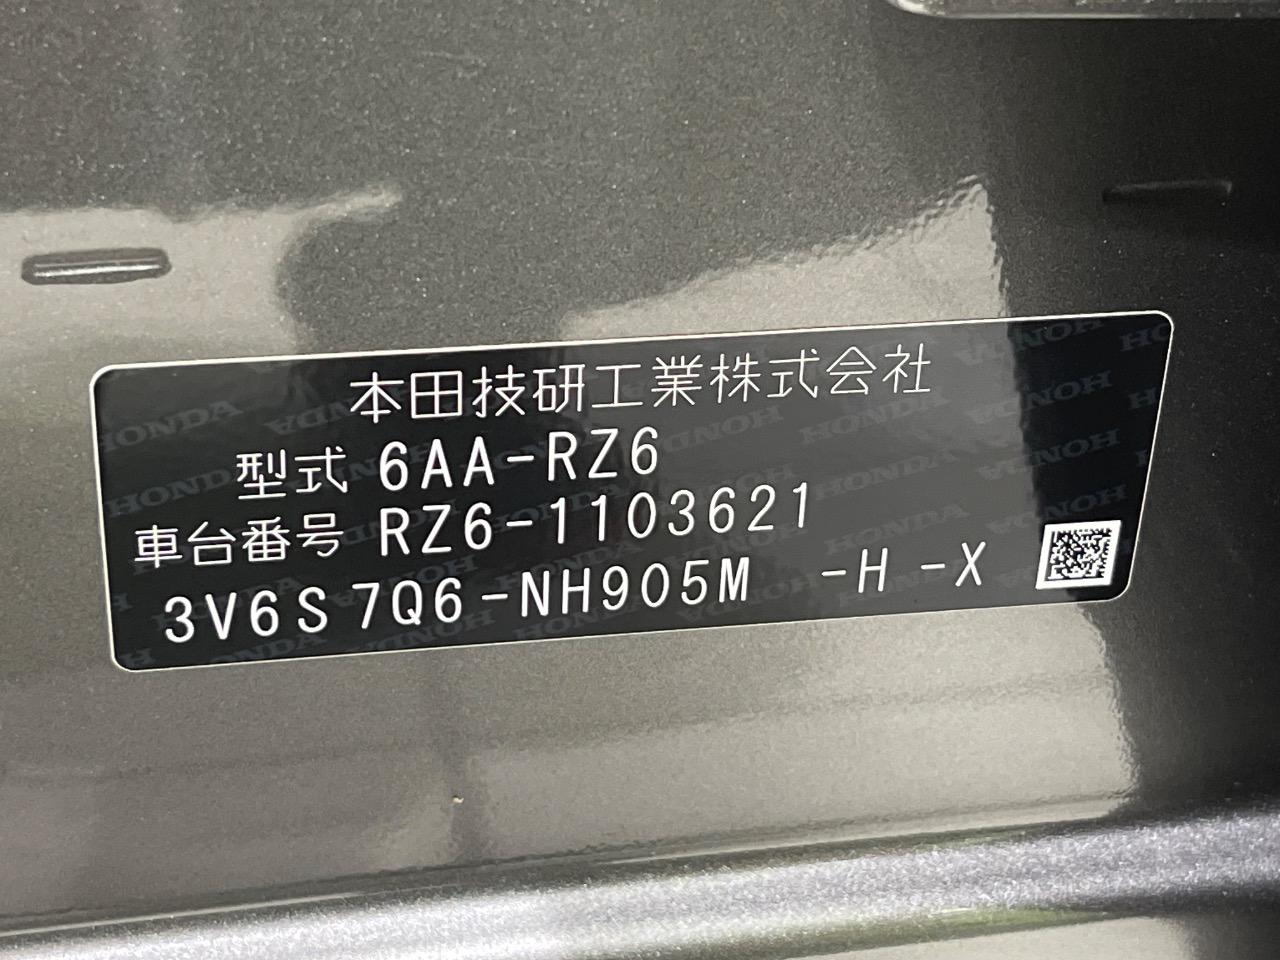 本田技研工業株式会社
型式 6AA-RZ6
車台番号 RZ6-1103621
3V6S7Q6-NH905M -H -X